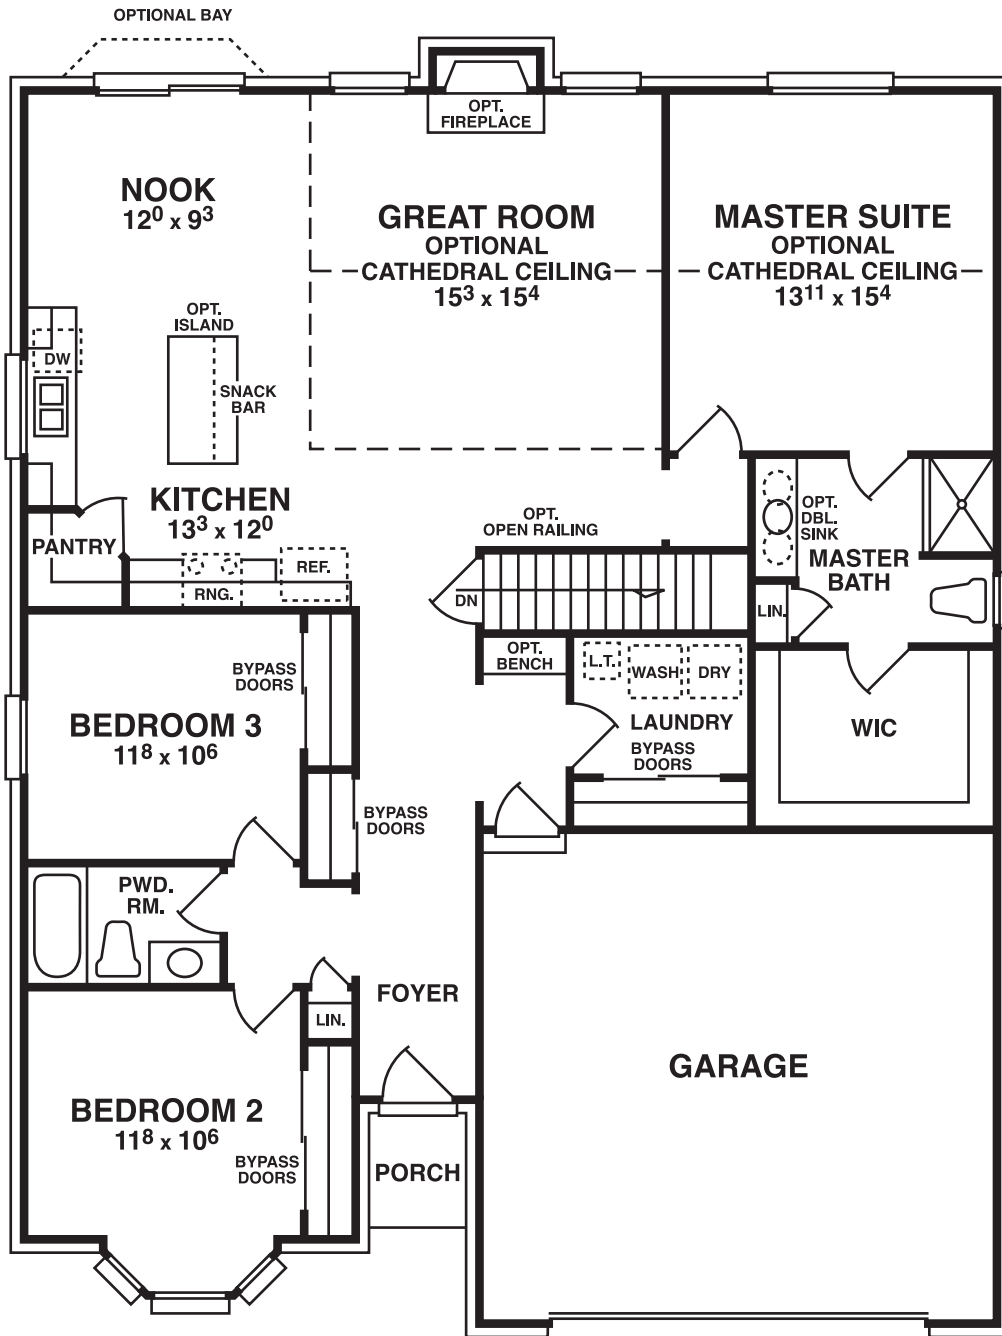 OPTIONAL BAY
OPT.
FIREPLACE
NOOK
12⁰ x 9³
GREAT ROOM
OPTIONAL
CATHEDRAL CEILING
15³ x 15⁴
MASTER SUITE
OPTIONAL
CATHEDRAL CEILING
13¹¹ x 15⁴
OPT.
ISLAND
DW
SNACK
BAR
KITCHEN
13³ x 12⁰
PANTRY
RNG.
REF.
OPT.
OPEN RAILING
DN
OPT.
DBL.
SINK
MASTER
BATH
LIN.
OPT.
BENCH
L.T.
WASH
DRY
LAUNDRY
BYPASS
DOORS
WIC
BYPASS
DOORS
BEDROOM 3
11⁸ x 10⁶
BYPASS
DOORS
PWD.
RM.
FOYER
LIN.
GARAGE
BEDROOM 2
11⁸ x 10⁶
BYPASS
DOORS
PORCH